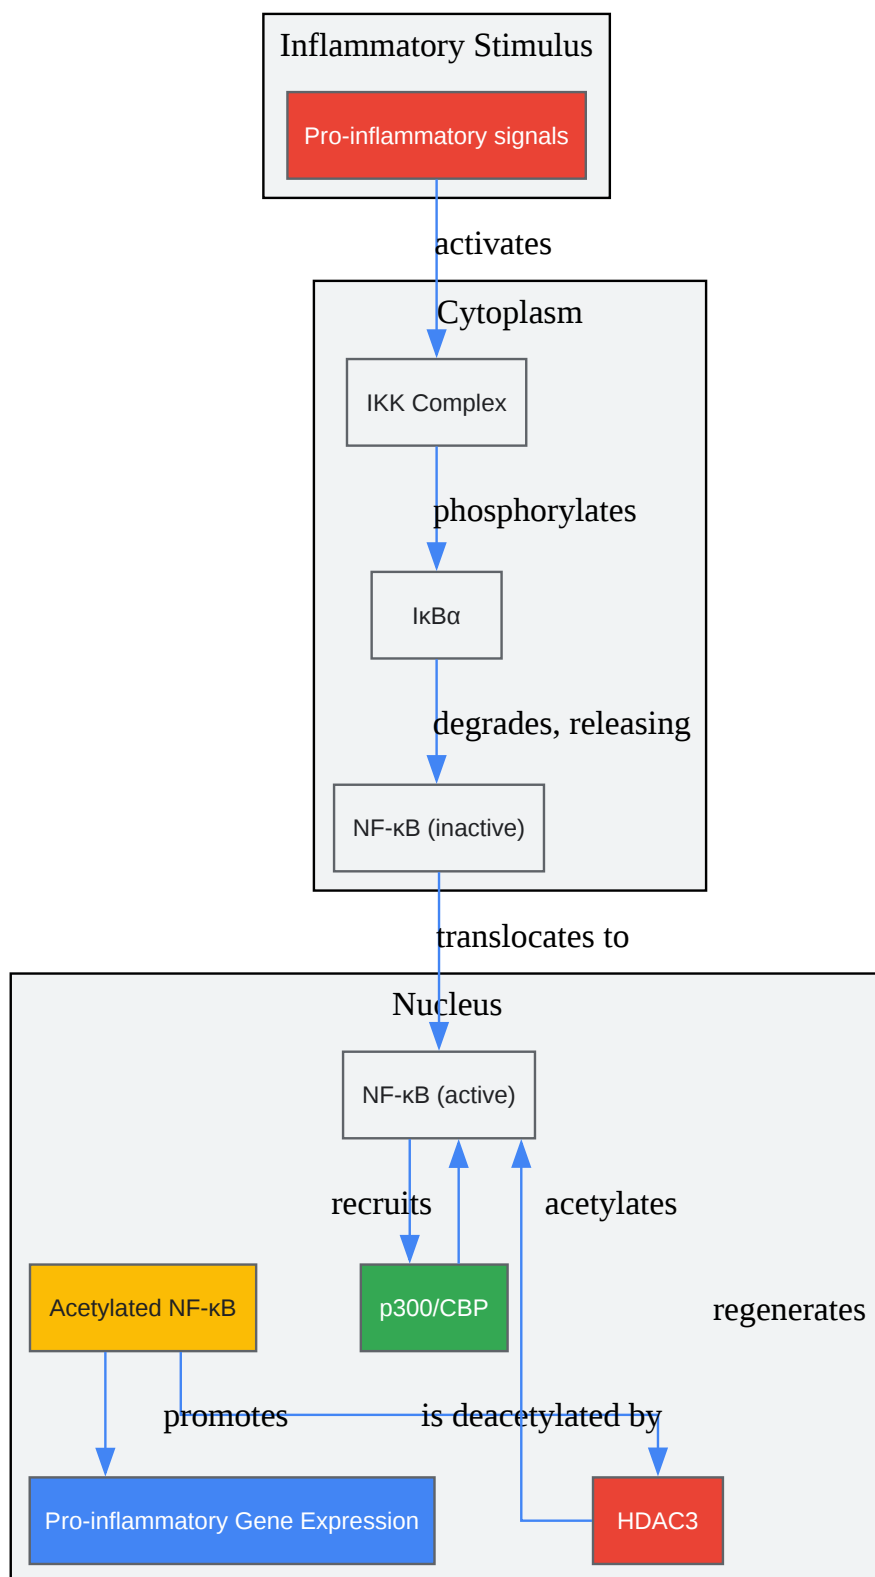 Inflammatory Stimulus
Pro-inflammatory signals
activates
Cytoplasm
IKK Complex
phosphorylates
IκBα
degrades, releasing
NF-κB (inactive)
translocates to
Nucleus
NF-κB (active)
recruits
acetylates
Acetylated NF-κB
p300/CBP
regenerates
promotes
is deacetylated by
Pro-inflammatory Gene Expression
HDAC3